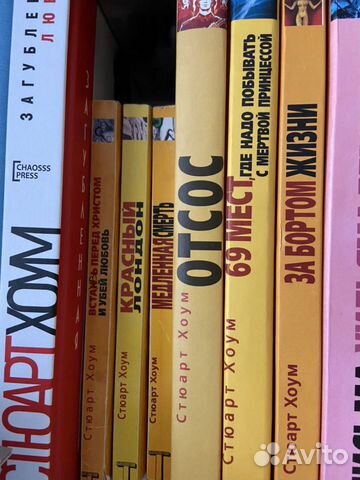 ЗАГУБЛЕ
ЛЮ
CHAOSSS
PRESS
СТЮАРТ ХОУМ
ЗАГУБЛЕННАЯ
ВСТАНЬ ПЕРЕД ХРИСТОМ
И УБЕЙ ЛЮБОВЬ
Стюарт Хоум
КРАСНЫЙ
ЛОНДОН
Стюарт Хоум
МЕДЛЕННАЯ СМЕРТЬ
Стюарт Хоум
ОТСОС
Стюарт Хоум
69 МЕСТ,
ГДЕ НАДО ПОБЫВАТЬ
С МЕРТВОЙ ПРИНЦЕССОЙ
Стюарт Хоум
ЗА БОРТОМ ЖИЗНИ
Стюарт Хоум
Avito